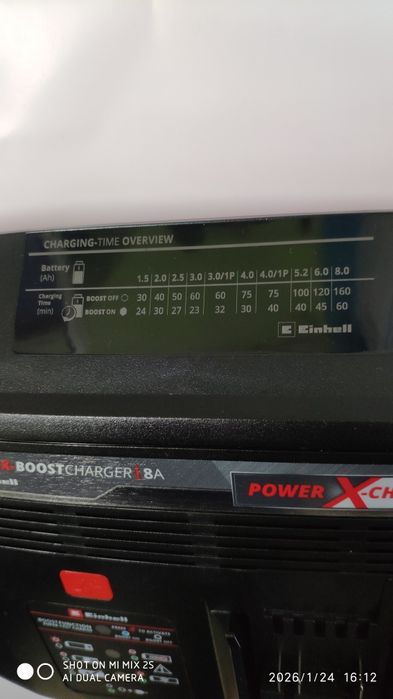 CHARGING-TIME OVERVIEW
Battery (Ah) 1.5 2.0 2.5 3.0 3.0/1P 4.0 4.0/1P 5.2 6.0 8.0
Charging Time (min)
BOOST OFF 30 40 50 60 60 75 75 100 120 160
BOOST ON 24 30 27 23 32 30 40 40 45 60
Einhell
X-BOOSTCHARGER i 8A
POWER X-CH
Einhell
BOOST FUNCTION
SHOT ON MI MIX 2S
AI DUAL CAMERA
2026/1/24 16:12